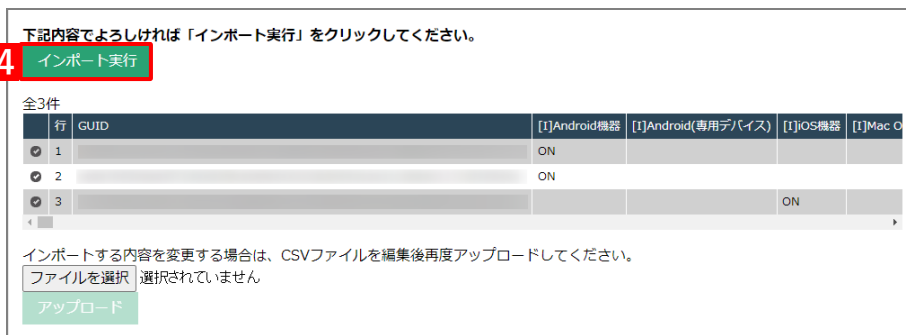 下記内容でよろしければ「インポート実行」をクリックしてください。
4 インポート実行
全3件
行 GUID [I]Android機器 [I]Android(専用デバイス) [I]iOS機器 [I]Mac O
1 ON
2 ON
3 ON
インポートする内容を変更する場合は、CSVファイルを編集後再度アップロードしてください。
ファイルを選択 選択されていません
アップロード